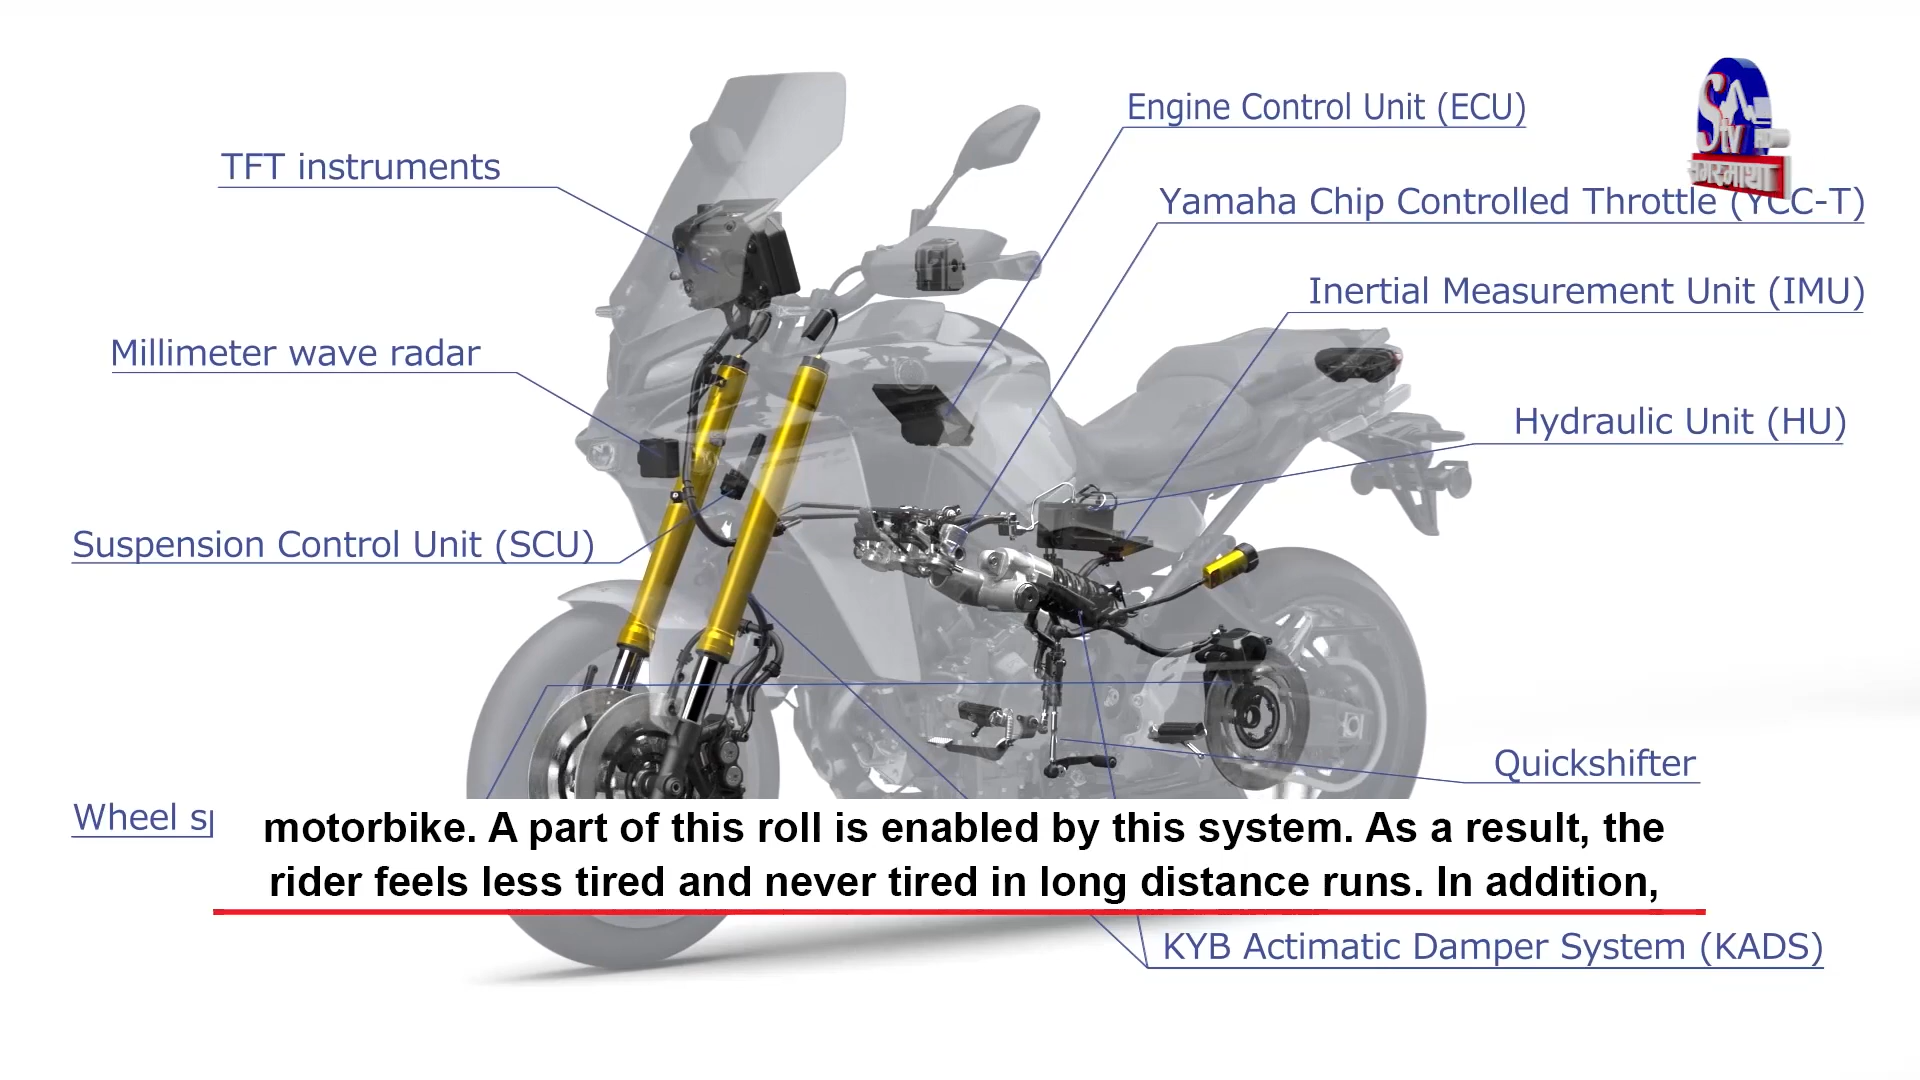 Engine Control Unit (ECU)
TFT instruments
STV
सगरमाथा
Yamaha Chip Controlled Throttle (YCC-T)
Inertial Measurement Unit (IMU)
Millimeter wave radar
Hydraulic Unit (HU)
Suspension Control Unit (SCU)
Quickshifter
Wheel
motorbike. A part of this roll is enabled by this system. As a result, the
rider feels less tired and never tired in long distance runs. In addition,
KYB Actimatic Damper System (KADS)